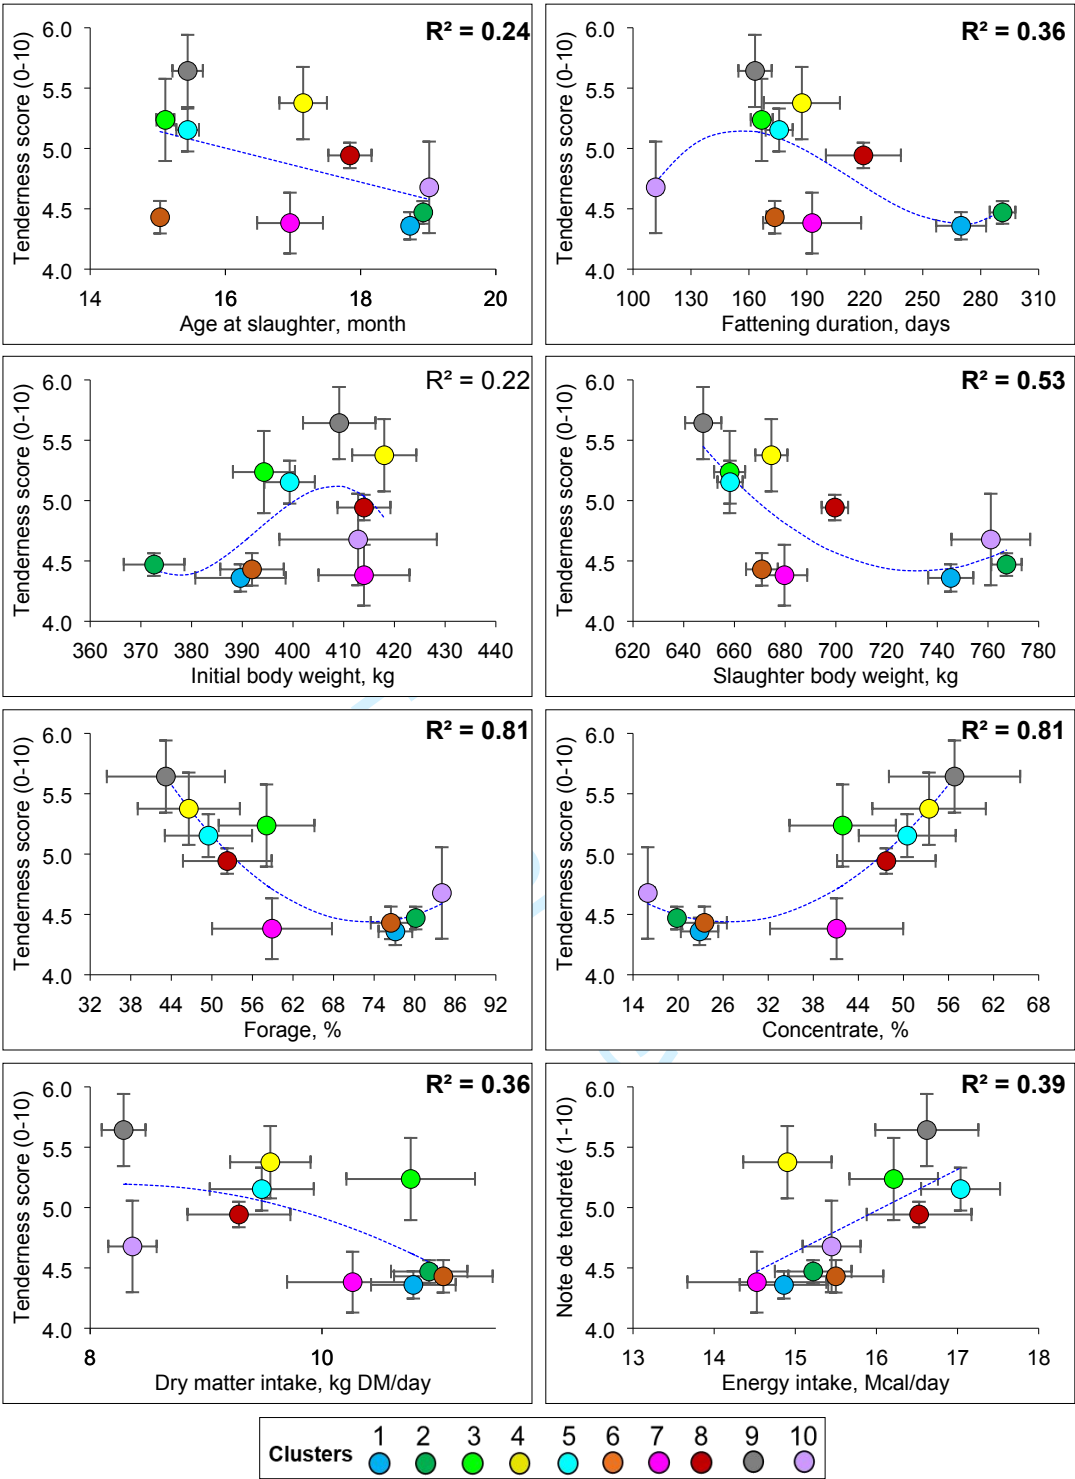 R² = 0.24
Tenderness score (0-10)
6.0
5.5
5.0
4.5
4.0
14 16 18 20
Age at slaughter, month
R² = 0.36
Tenderness score (0-10)
6.0
5.5
5.0
4.5
4.0
100 130 160 190 220 250 280 310
Fattening duration, days
R² = 0.22
Tenderness score (0-10)
6.0
5.5
5.0
4.5
4.0
360 380 390 400 410 420 430 440
Initial body weight, kg
R² = 0.53
Tenderness score (0-10)
6.0
5.5
5.0
4.5
4.0
620 640 660 680 700 720 740 760 780
Slaughter body weight, kg
R² = 0.81
Tenderness score (0-10)
6.0
5.5
5.0
4.5
4.0
32 38 44 50 56 62 68 74 80 86 92
Forage, %
R² = 0.81
Tenderness score (0-10)
6.0
5.5
5.0
4.5
4.0
14 20 26 32 38 44 50 56 62 68
Concentrate, %
R² = 0.36
Tenderness score (0-10)
6.0
5.5
5.0
4.5
4.0
8 10
Dry matter intake, kg DM/day
R² = 0.39
Note de tendreté (1-10)
6.0
5.5
5.0
4.5
4.0
13 14 15 16 17 18
Energy intake, Mcal/day
Clusters 1 2 3 4 5 6 7 8 9 10